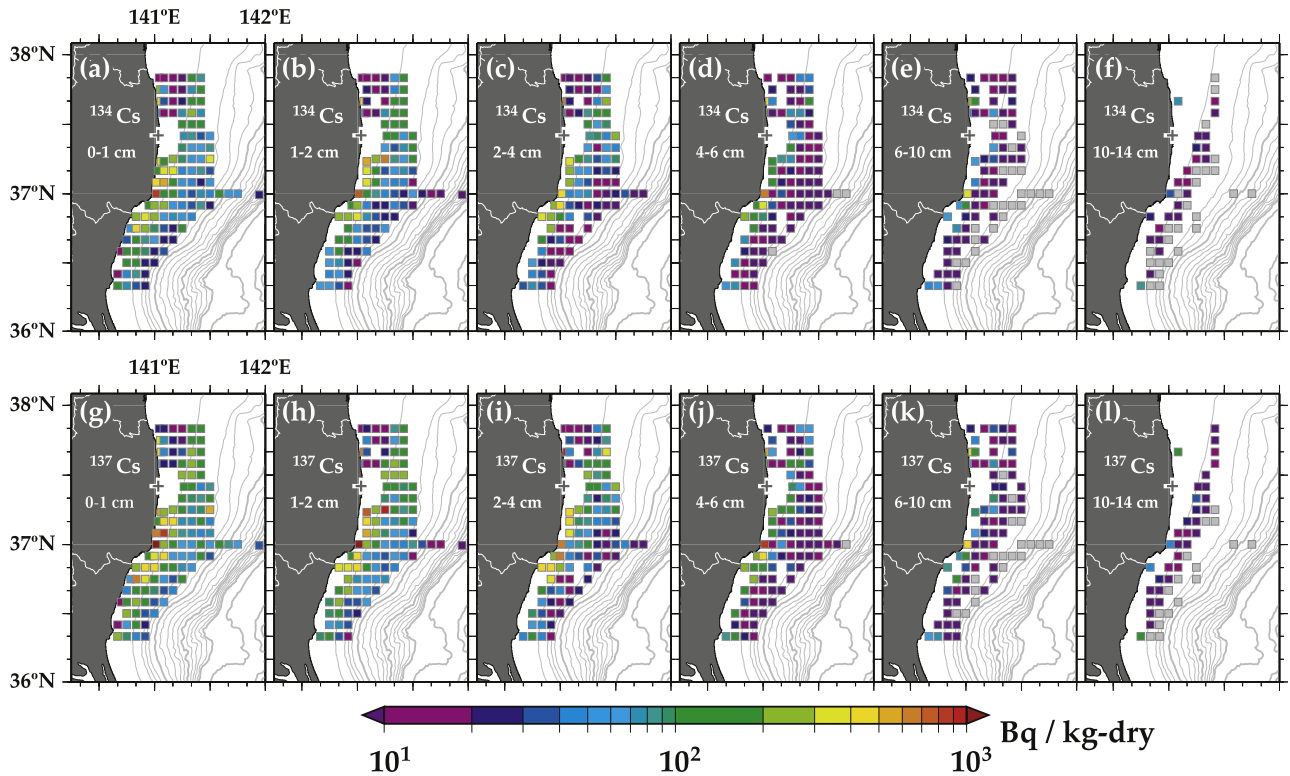 141°E 142°E
38°N
(a) (b) (c) (d) (e) (f)
¹³⁴Cs ¹³⁴Cs ¹³⁴Cs ¹³⁴Cs ¹³⁴Cs ¹³⁴Cs
0-1 cm 1-2 cm 2-4 cm 4-6 cm 6-10 cm 10-14 cm
37°N
36°N
141°E 142°E
38°N
(g) (h) (i) (j) (k) (l)
¹³⁷Cs ¹³⁷Cs ¹³⁷Cs ¹³⁷Cs ¹³⁷Cs ¹³⁷Cs
0-1 cm 1-2 cm 2-4 cm 4-6 cm 6-10 cm 10-14 cm
37°N
36°N
Bq / kg-dry
10¹ 10² 10³